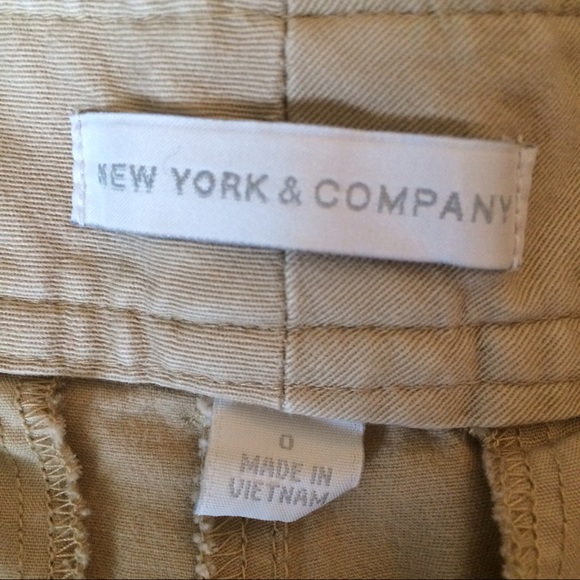 NEW YORK & COMPANY
0
MADE IN
VIETNAM